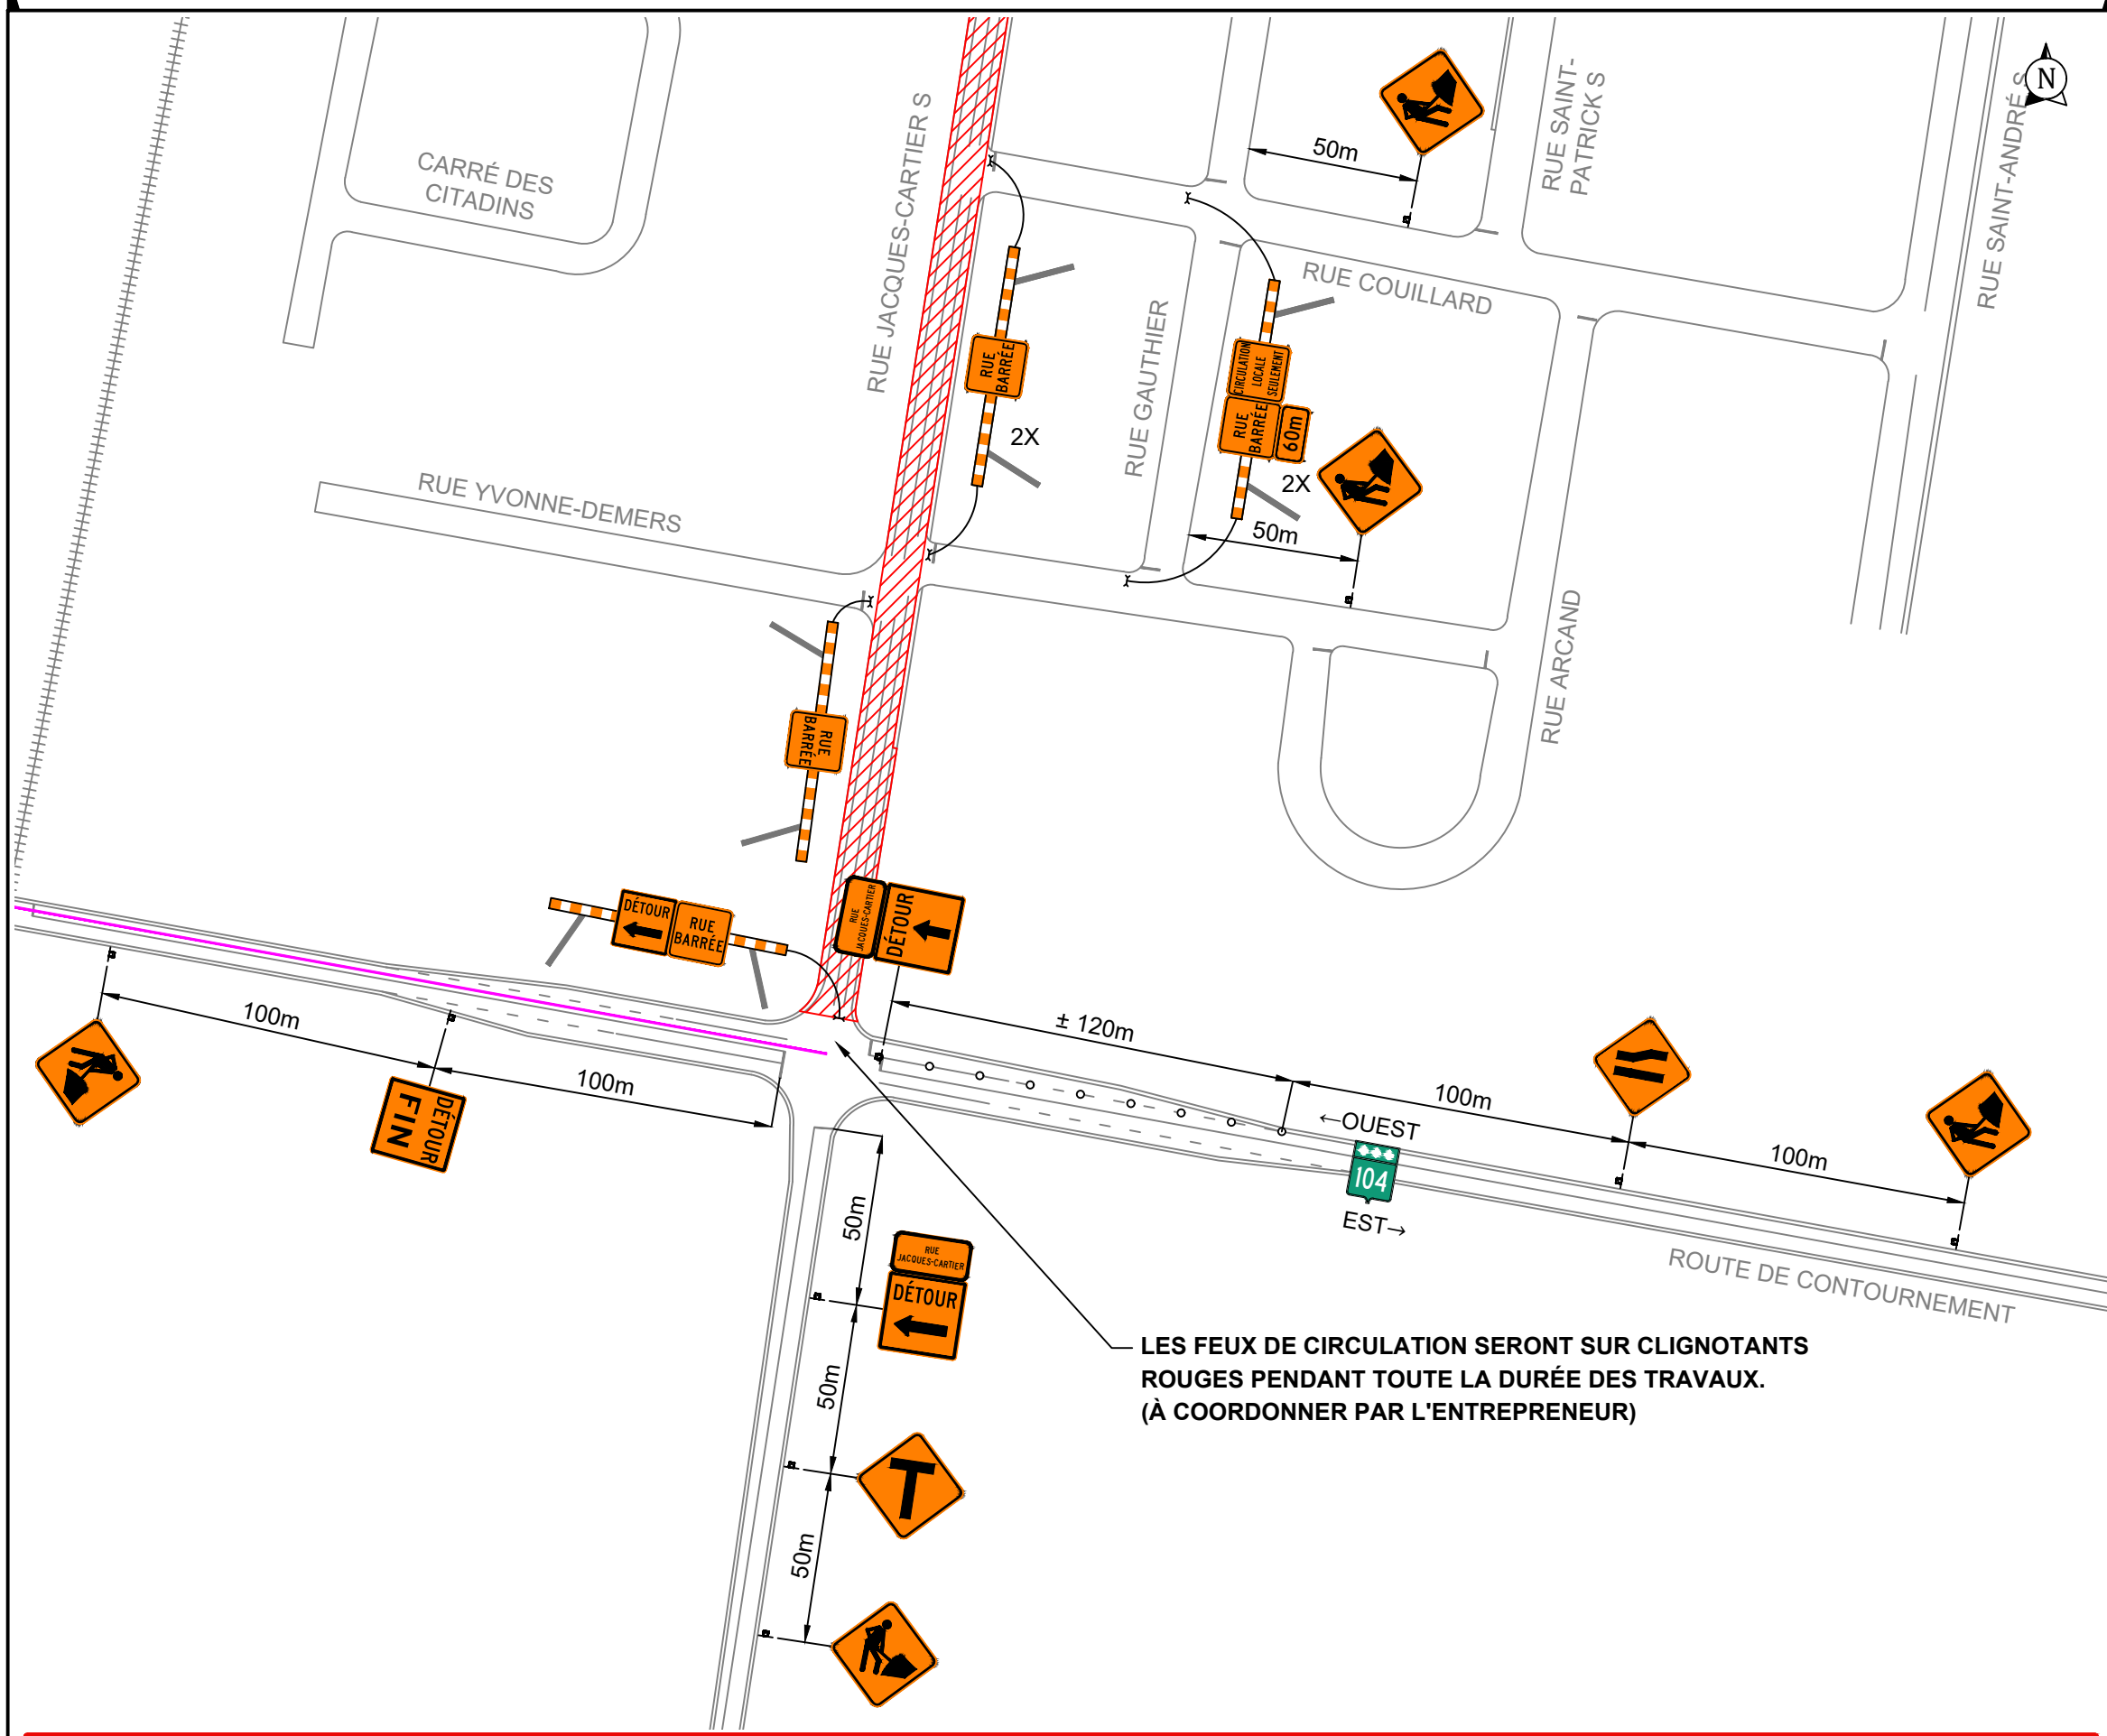 N
50m
RUE SAINT-
PATRICK S
RUE SAINT-ANDRÉ S
CARRÉ DES
CITADINS
RUE JACQUES-CARTIER S
RUE COUILLARD
RUE GAUTHIER
RUE
BARRÉE
2X
CIRCULATION
LOCALE
SEULEMENT
RUE
BARRÉE
60m
2X
50m
RUE YVONNE-DEMERS
RUE ARCAND
RUE
BARRÉE
DÉTOUR
RUE
BARRÉE
RUE
JACQUES-CARTIER
DÉTOUR
100m
100m
± 120m
100m
100m
DÉTOUR
FIN
←OUEST
104
EST→
ROUTE DE CONTOURNEMENT
50m
RUE
JACQUES-CARTIER
DÉTOUR
50m
50m
LES FEUX DE CIRCULATION SERONT SUR CLIGNOTANTS
ROUGES PENDANT TOUTE LA DURÉE DES TRAVAUX.
(À COORDONNER PAR L'ENTREPRENEUR)